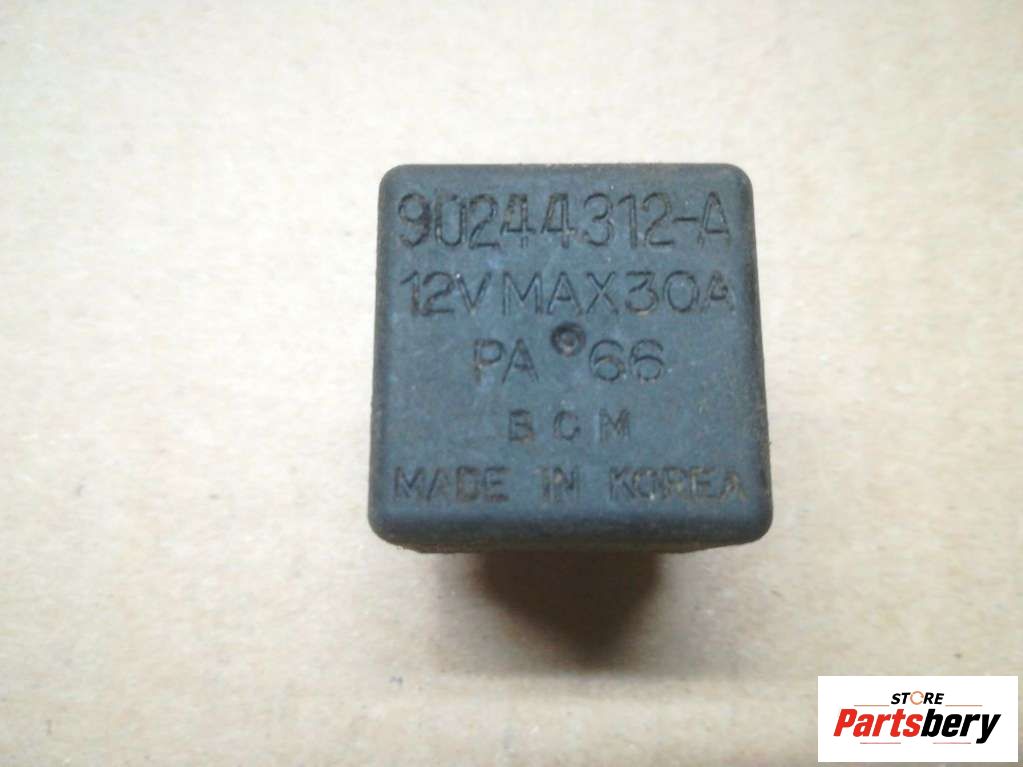 90244312-A
12V MAX 30A
PA 66
BCM
MADE IN KOREA
STORE
Partsbery